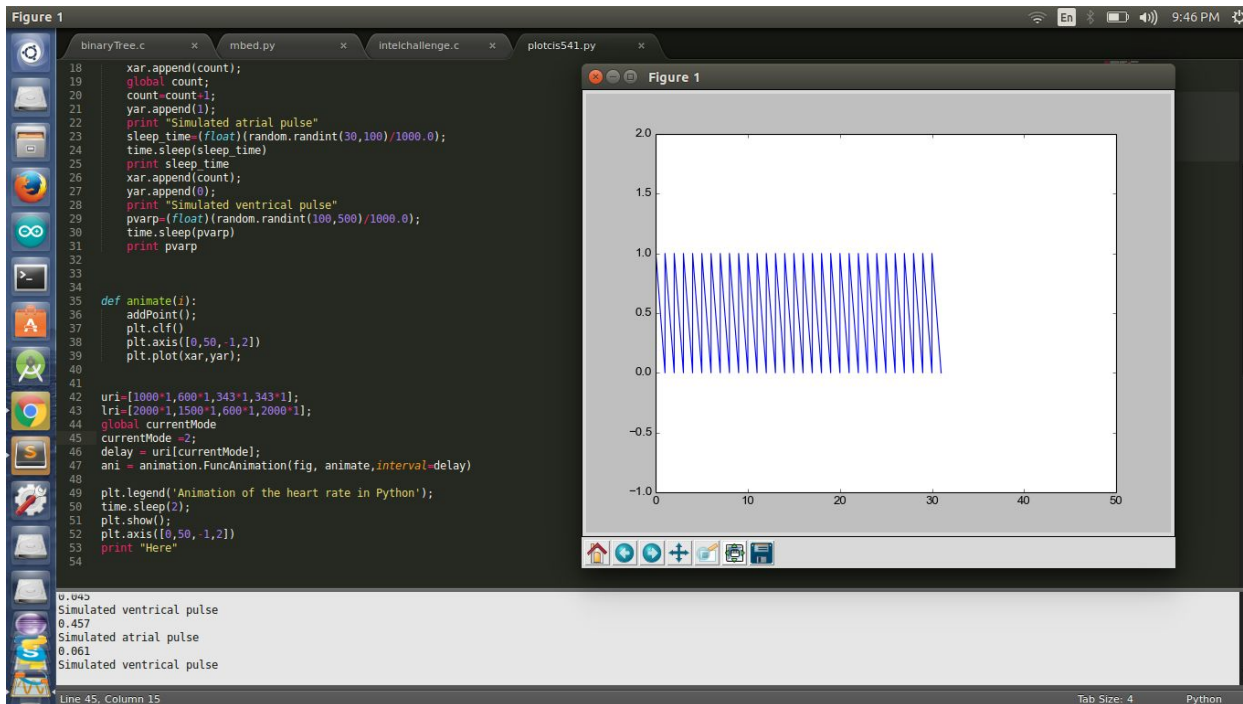 Figure 1
En
9:46 PM
binaryTree.c × mbed.py × intelchallenge.c × plotcis541.py ×
18 xar.append(count);
19 global count;
20 count=count+1;
21 yar.append(1);
22 print "Simulated atrial pulse"
23 sleep_time=(float)(random.randint(30,100)/1000.0);
24 time.sleep(sleep_time)
25 print sleep_time
26 xar.append(count);
27 yar.append(0);
28 print "Simulated ventrical pulse"
29 pvarp=(float)(random.randint(100,500)/1000.0);
30 time.sleep(pvarp)
31 print pvarp
32
33
34
35 def animate(i):
36 addPoint();
37 plt.clf()
38 plt.axis([0,50,-1,2])
39 plt.plot(xar,yar);
40
41
42 uri=[1000*1,600*1,343*1,343*1];
43 lri=[2000*1,1500*1,600*1,2000*1];
44 global currentMode
45 currentMode =2;
46 delay = uri[currentMode];
47 ani = animation.FuncAnimation(fig, animate,interval=delay)
48
49 plt.legend('Animation of the heart rate in Python');
50 time.sleep(2);
51 plt.show();
52 plt.axis([0,50,-1,2])
53 print "Here"
54
Figure 1
2.0
1.5
1.0
0.5
0.0
−0.5
−1.0
0 10 20 30 40 50
0.045
Simulated ventrical pulse
0.457
Simulated atrial pulse
0.061
Simulated ventrical pulse
Line 45, Column 15
Tab Size: 4
Python